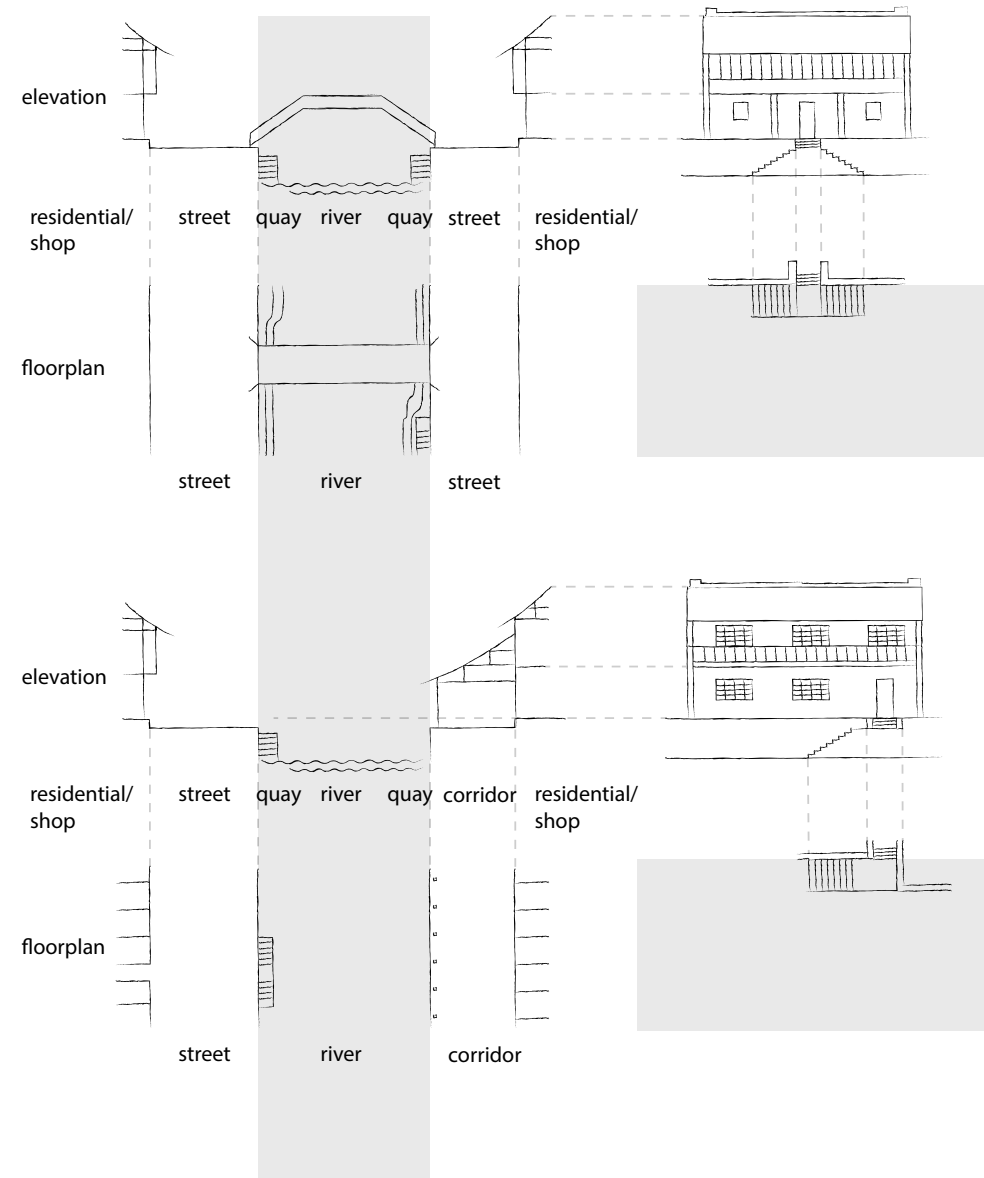 elevation
residential/ street quay river quay street residential/
shop shop
floorplan
street river street
elevation
residential/ street quay river quay corridor residential/
shop shop
floorplan
street river corridor